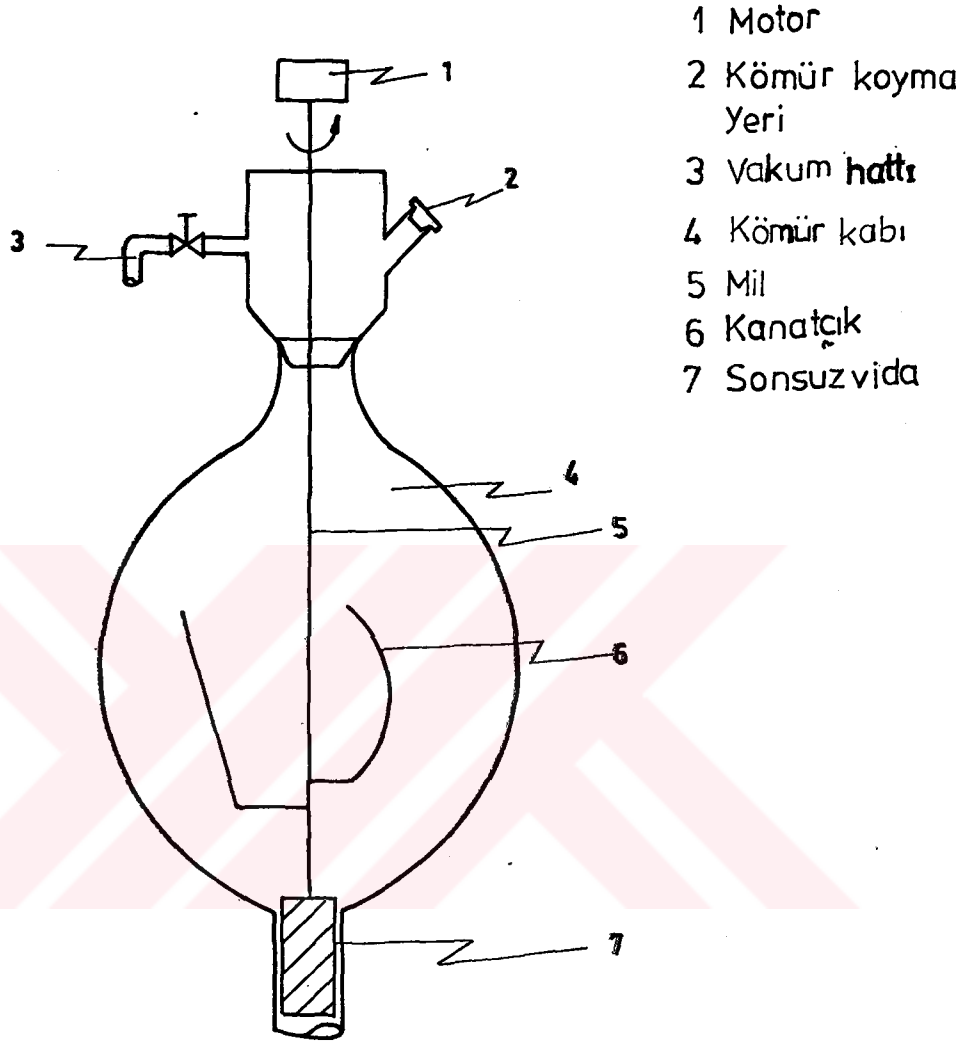 1 Motor
2 Kömür koyma
yeri
3 Vakum hattı
4 Kömür kabı
5 Mil
6 Kanatçık
7 Sonsuz vida
1
2
3
4
5
6
7